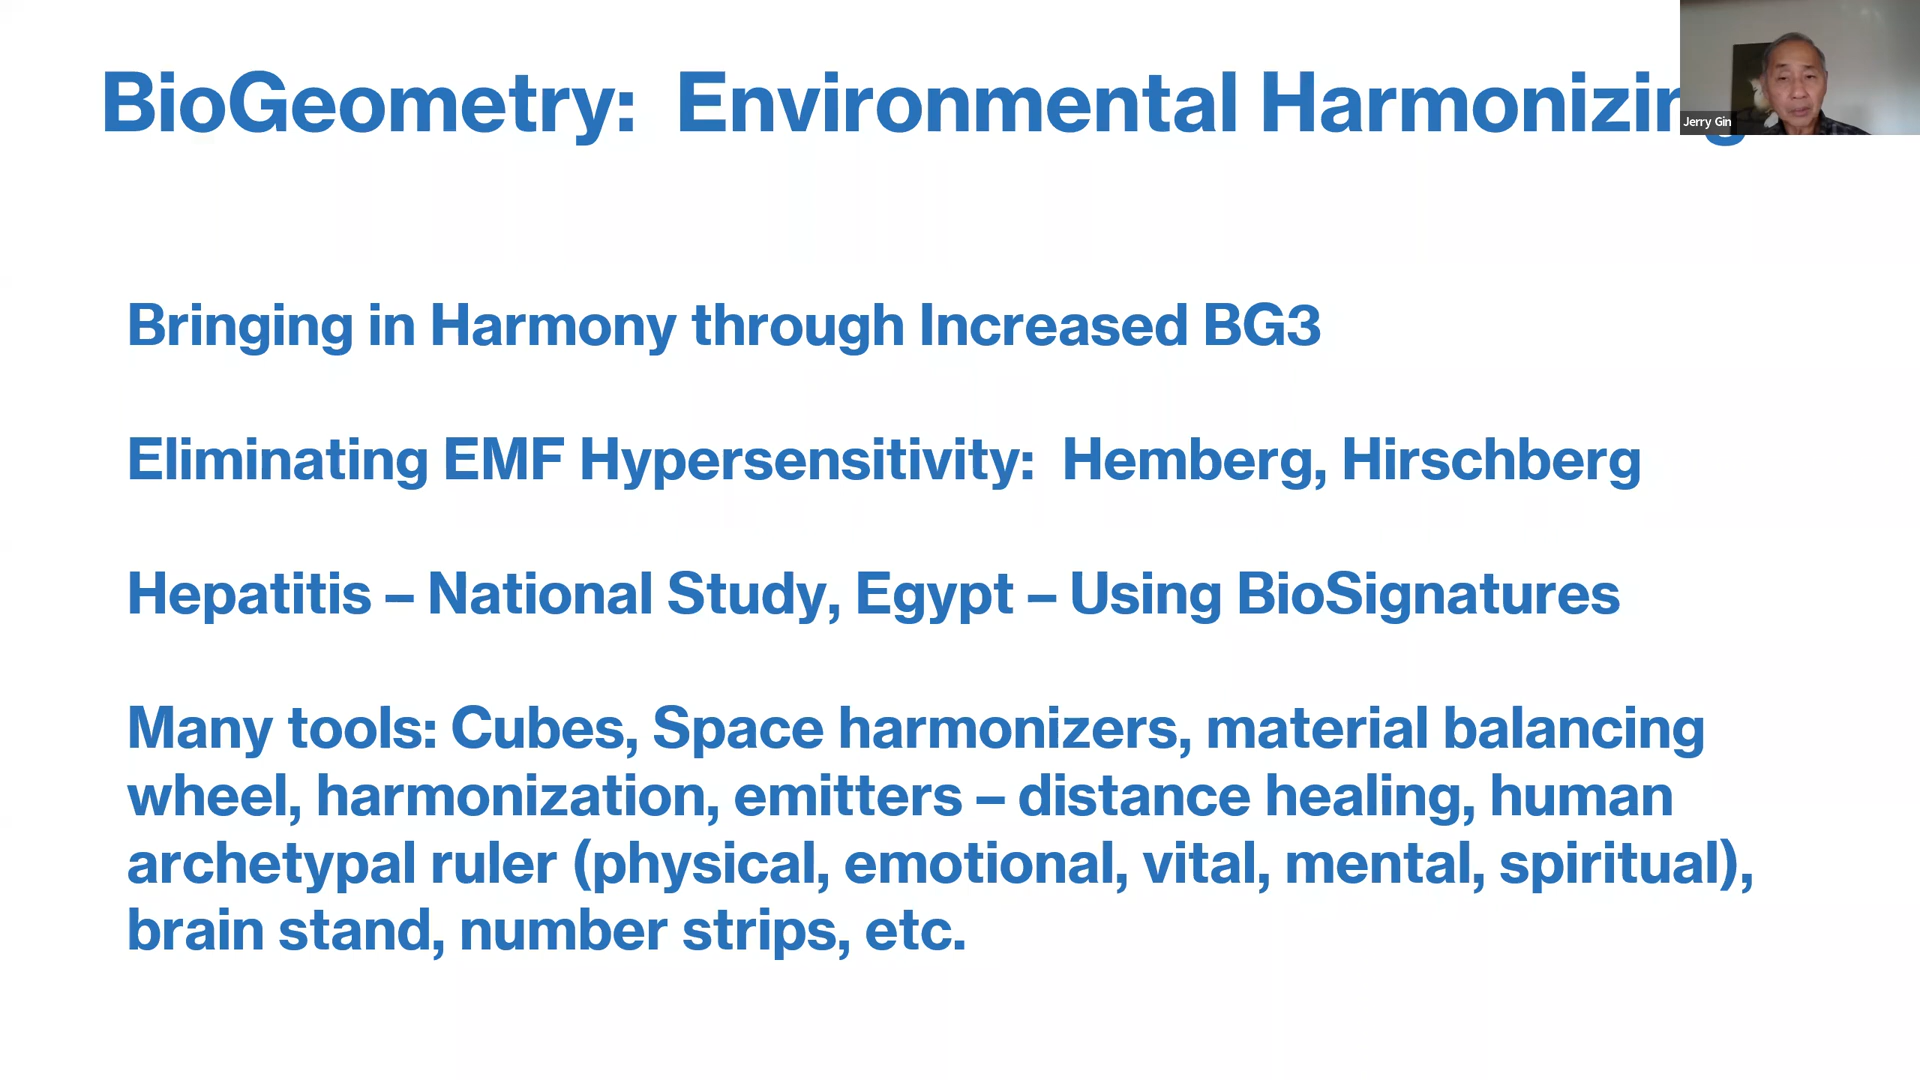 BioGeometry: Environmental Harmonizing
Jerry Gin
Bringing in Harmony through Increased BG3
Eliminating EMF Hypersensitivity: Hemberg, Hirschberg
Hepatitis – National Study, Egypt – Using BioSignatures
Many tools: Cubes, Space harmonizers, material balancing
wheel, harmonization, emitters – distance healing, human
archetypal ruler (physical, emotional, vital, mental, spiritual),
brain stand, number strips, etc.